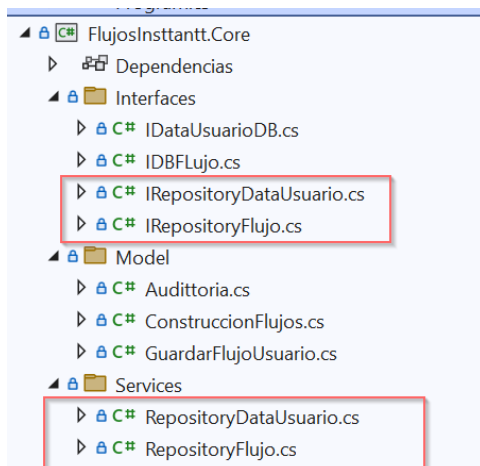 C# FlujosInsttantt.Core
Dependencias
Interfaces
C# IDataUsuarioDB.cs
C# IDBFLujo.cs
C# IRepositoryDataUsuario.cs
C# IRepositoryFlujo.cs
Model
C# Audittoria.cs
C# ConstruccionFlujos.cs
C# GuardarFlujoUsuario.cs
Services
C# RepositoryDataUsuario.cs
C# RepositoryFlujo.cs